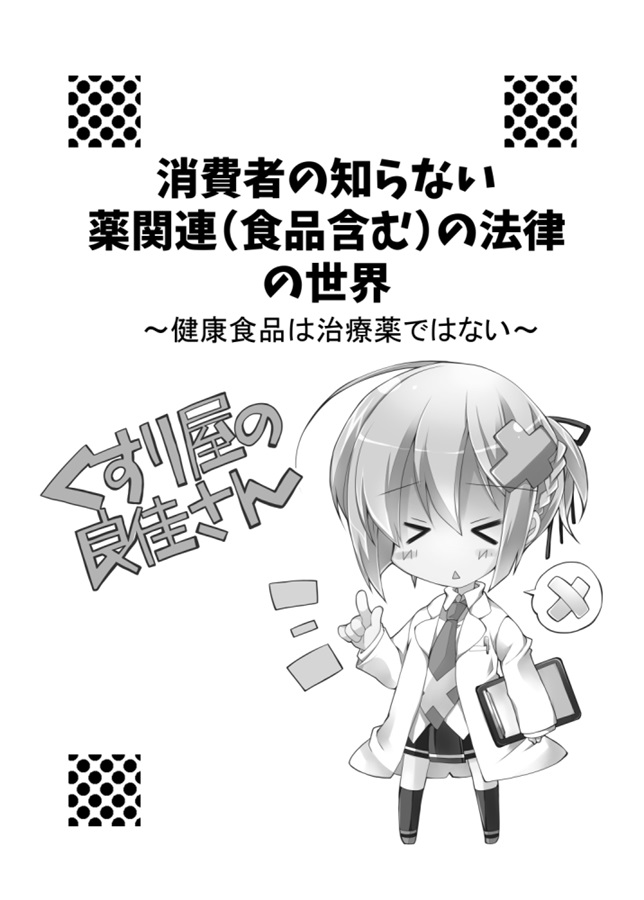 消費者の知らない
薬関連(食品含む)の法律
の世界
～健康食品は治療薬ではない～
くすり屋の
良佳さん